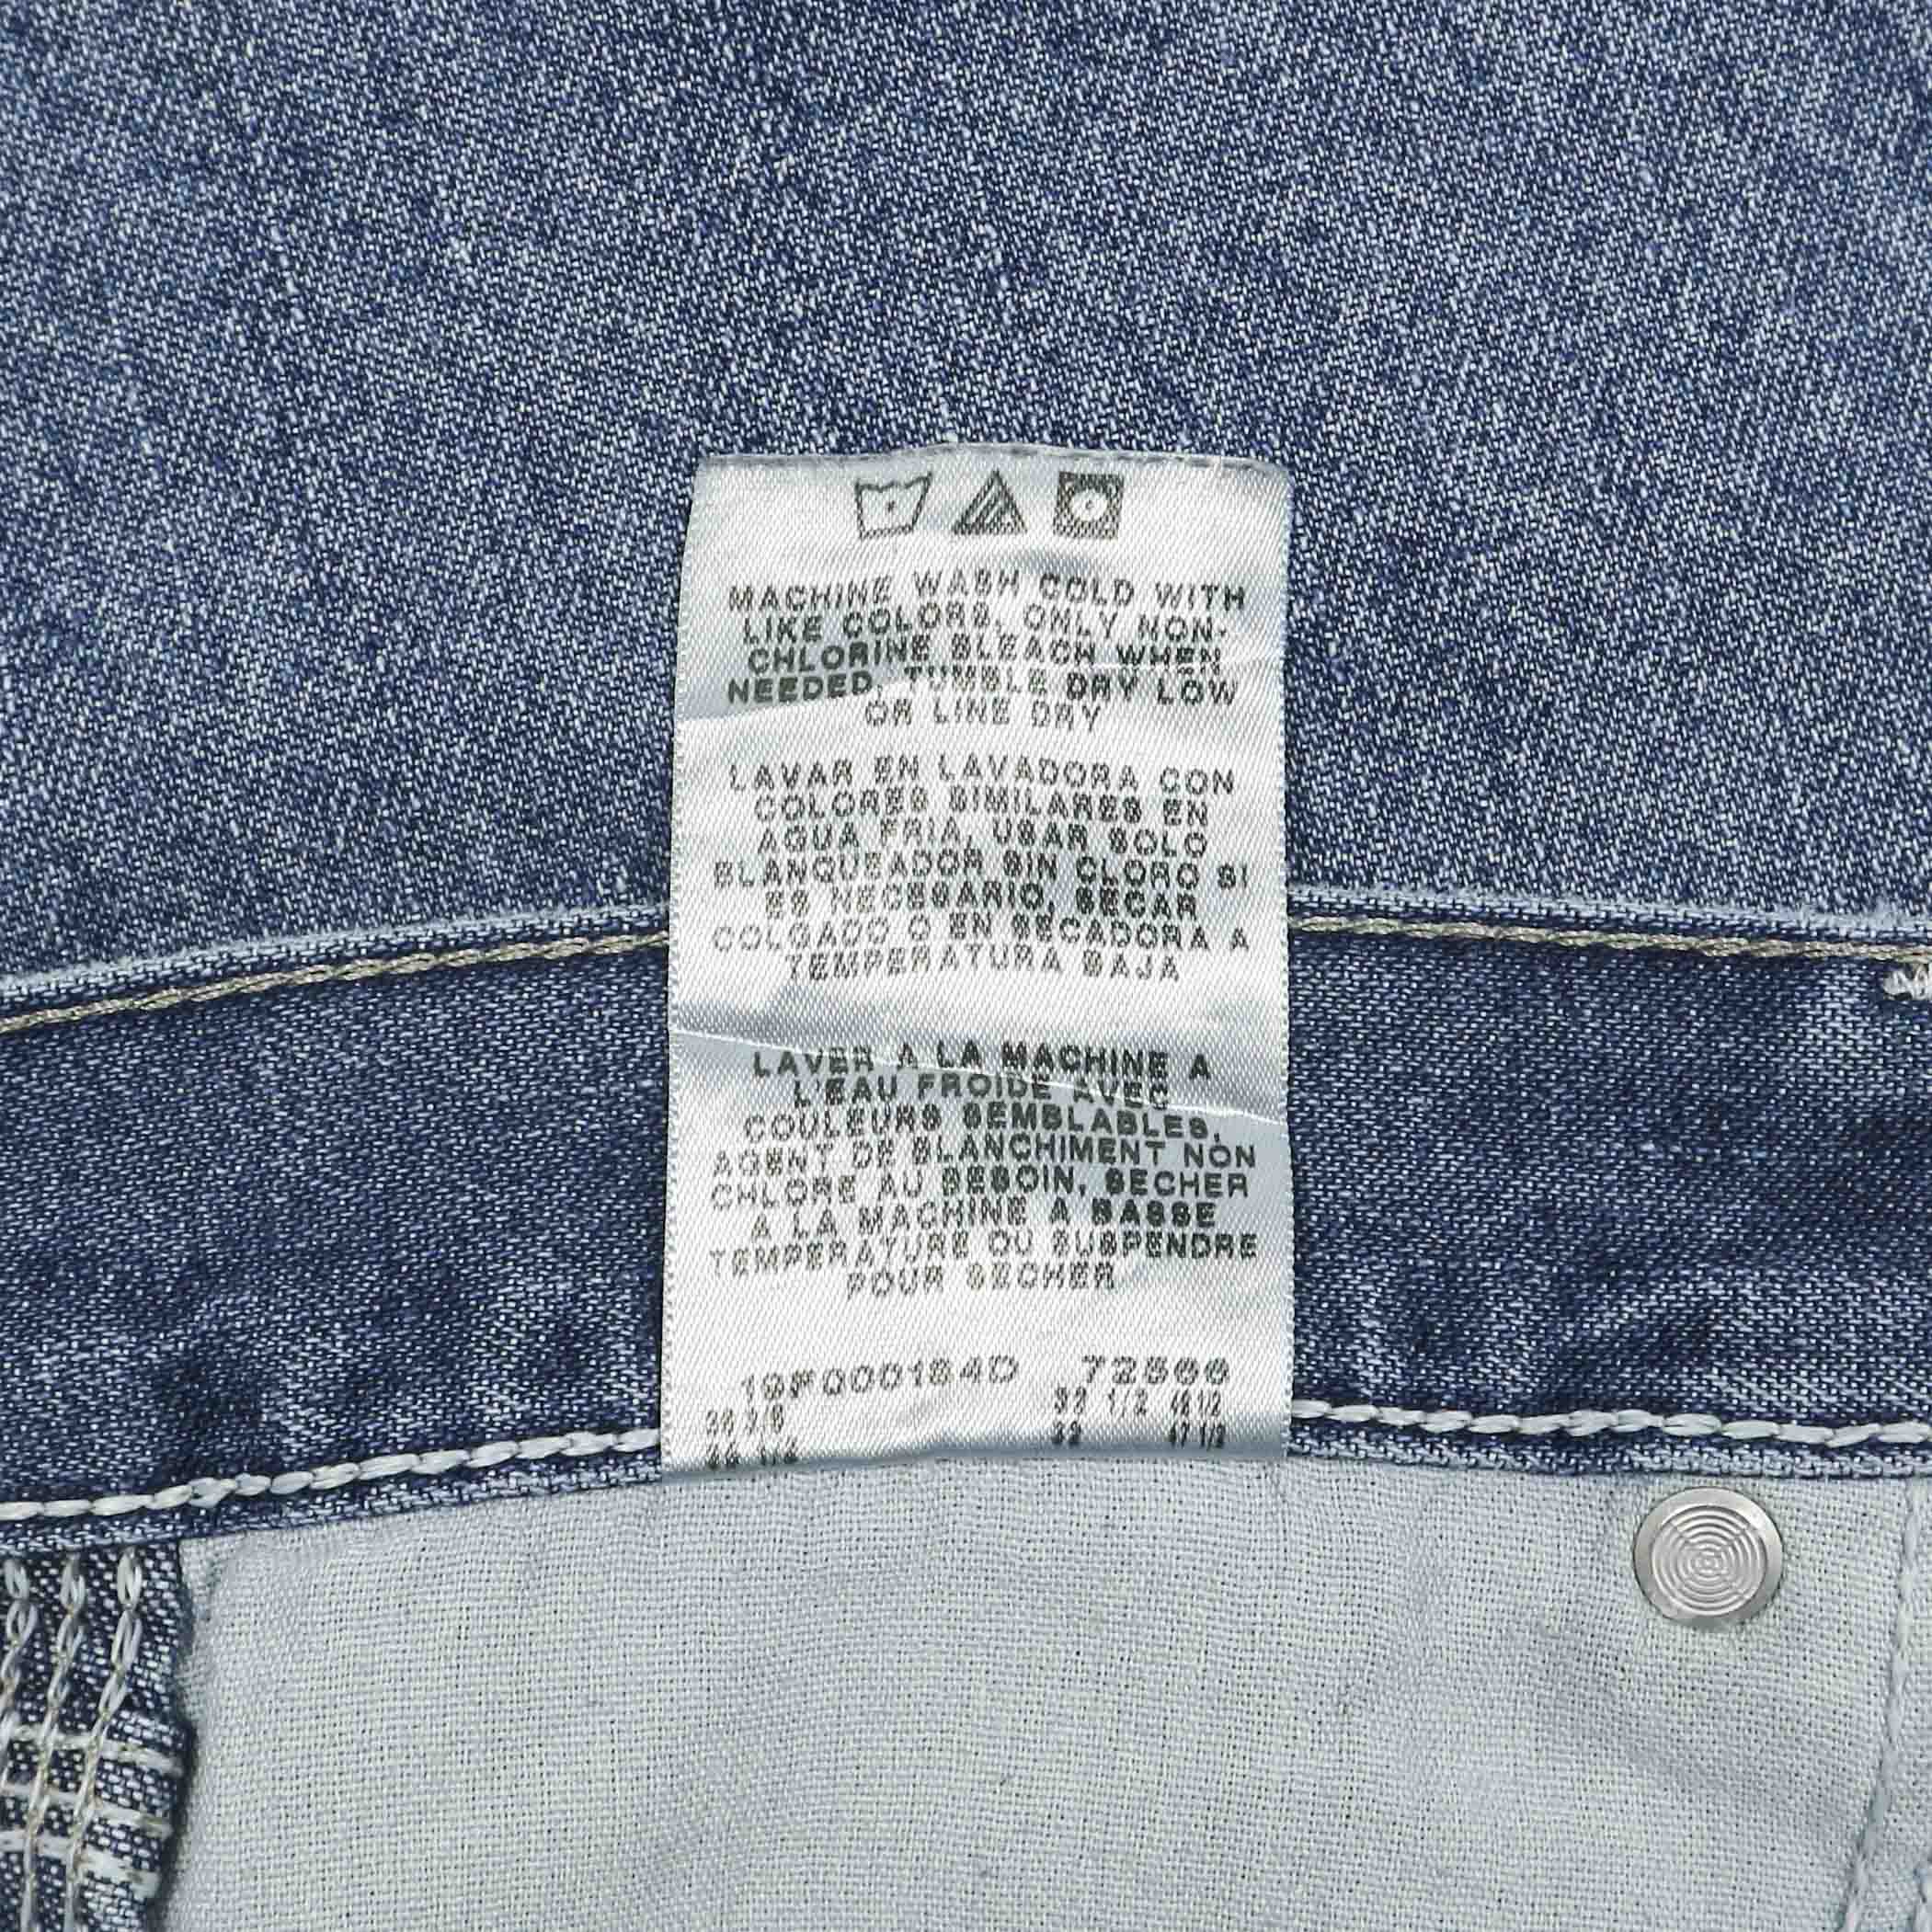 MACHINE WASH COLD WITH
LIKE COLORS, ONLY NON-
CHLORINE BLEACH WHEN
NEEDED, TUMBLE DRY LOW
OR LINE DRY
LAVAR EN LAVADORA CON
COLORES SIMILARES EN
AGUA FRIA, USAR SOLO
BLANQUEADOR SIN CLORO SI
ES NECESARIO, SECAR
COLGADO O EN SECADORA A
TEMPERATURA BAJA
LAVER A LA MACHINE A
L'EAU FROIDE AVEC
COULEURS SEMBLABLES,
AGENT DE BLANCHIMENT NON
CHLORE AU BESOIN, SECHER
A LA MACHINE A BASSE
TEMPERATURE OU SUSPENDRE
POUR SECHER
1/2